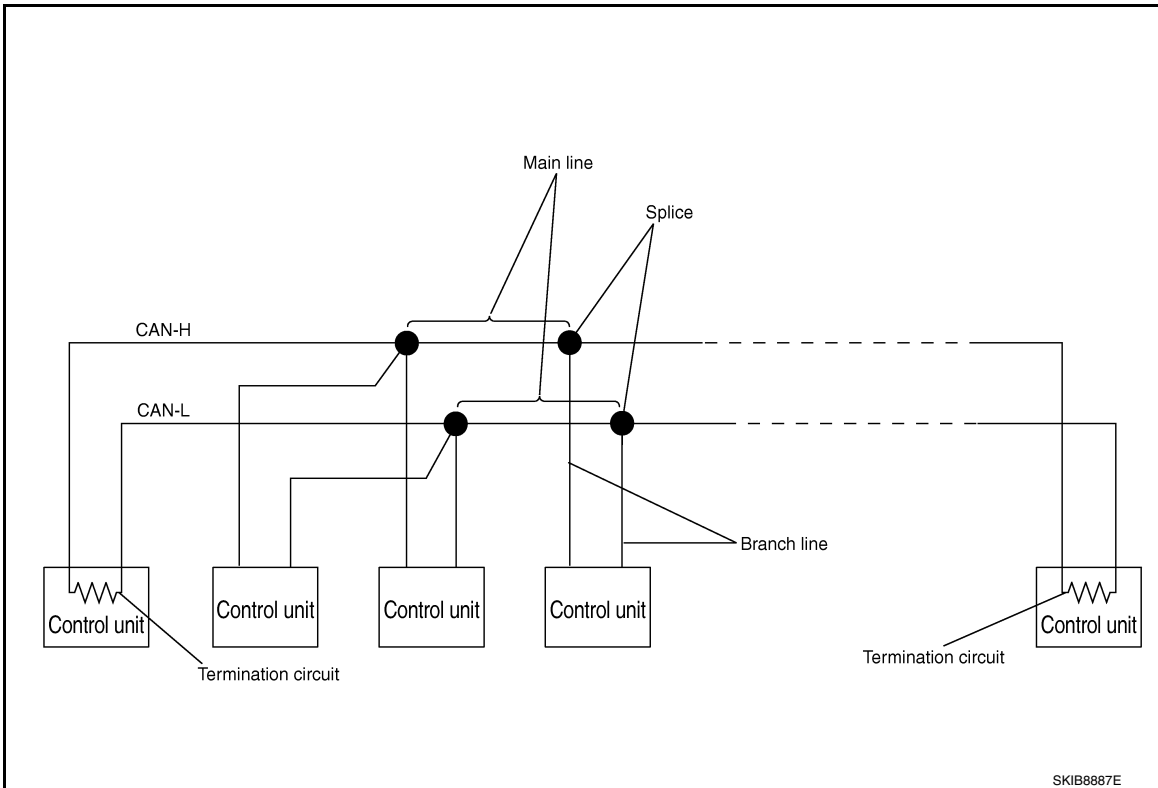 Main line
Splice
CAN-H
CAN-L
Branch line
Control unit
Control unit
Control unit
Control unit
Control unit
Termination circuit
Termination circuit
SKIB8887E